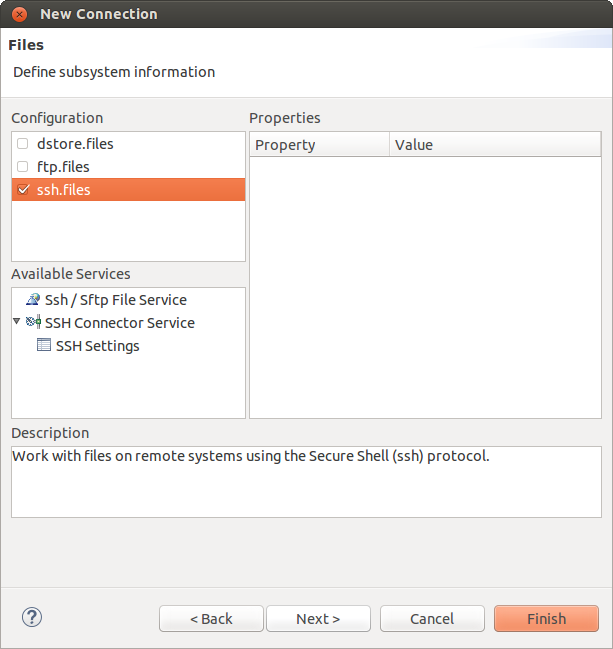 New Connection
Files
Define subsystem information
Configuration
Properties
dstore.files
ftp.files
ssh.files
Property Value
Available Services
Ssh / Sftp File Service
SSH Connector Service
SSH Settings
Description
Work with files on remote systems using the Secure Shell (ssh) protocol.
? < Back Next > Cancel Finish